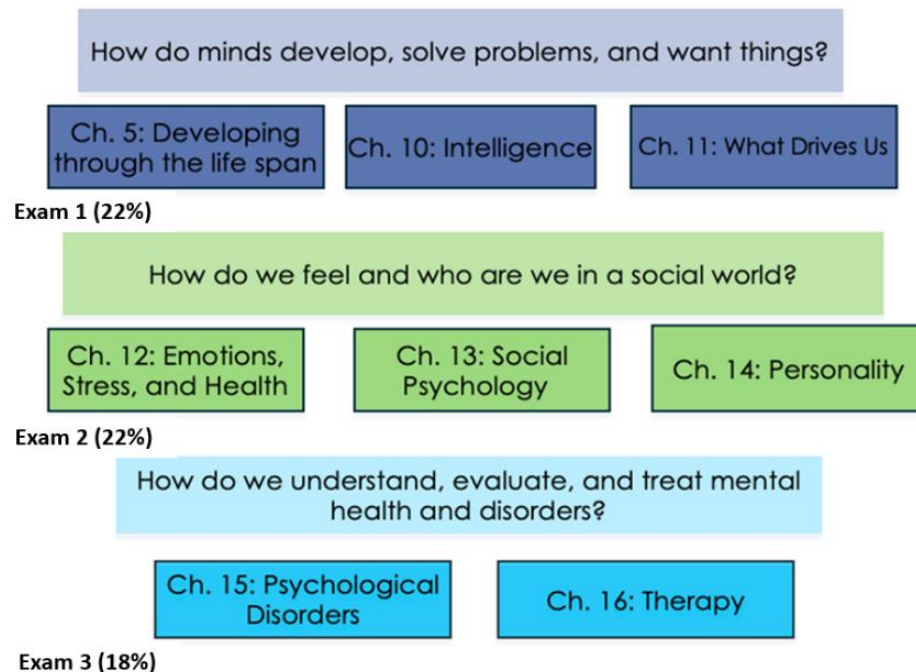 How do minds develop, solve problems, and want things?
Ch. 5: Developing
through the life span
Ch. 10: Intelligence
Ch. 11: What Drives Us
Exam 1 (22%)
How do we feel and who are we in a social world?
Ch. 12: Emotions,
Stress, and Health
Ch. 13: Social
Psychology
Ch. 14: Personality
Exam 2 (22%)
How do we understand, evaluate, and treat mental
health and disorders?
Ch. 15: Psychological
Disorders
Ch. 16: Therapy
Exam 3 (18%)